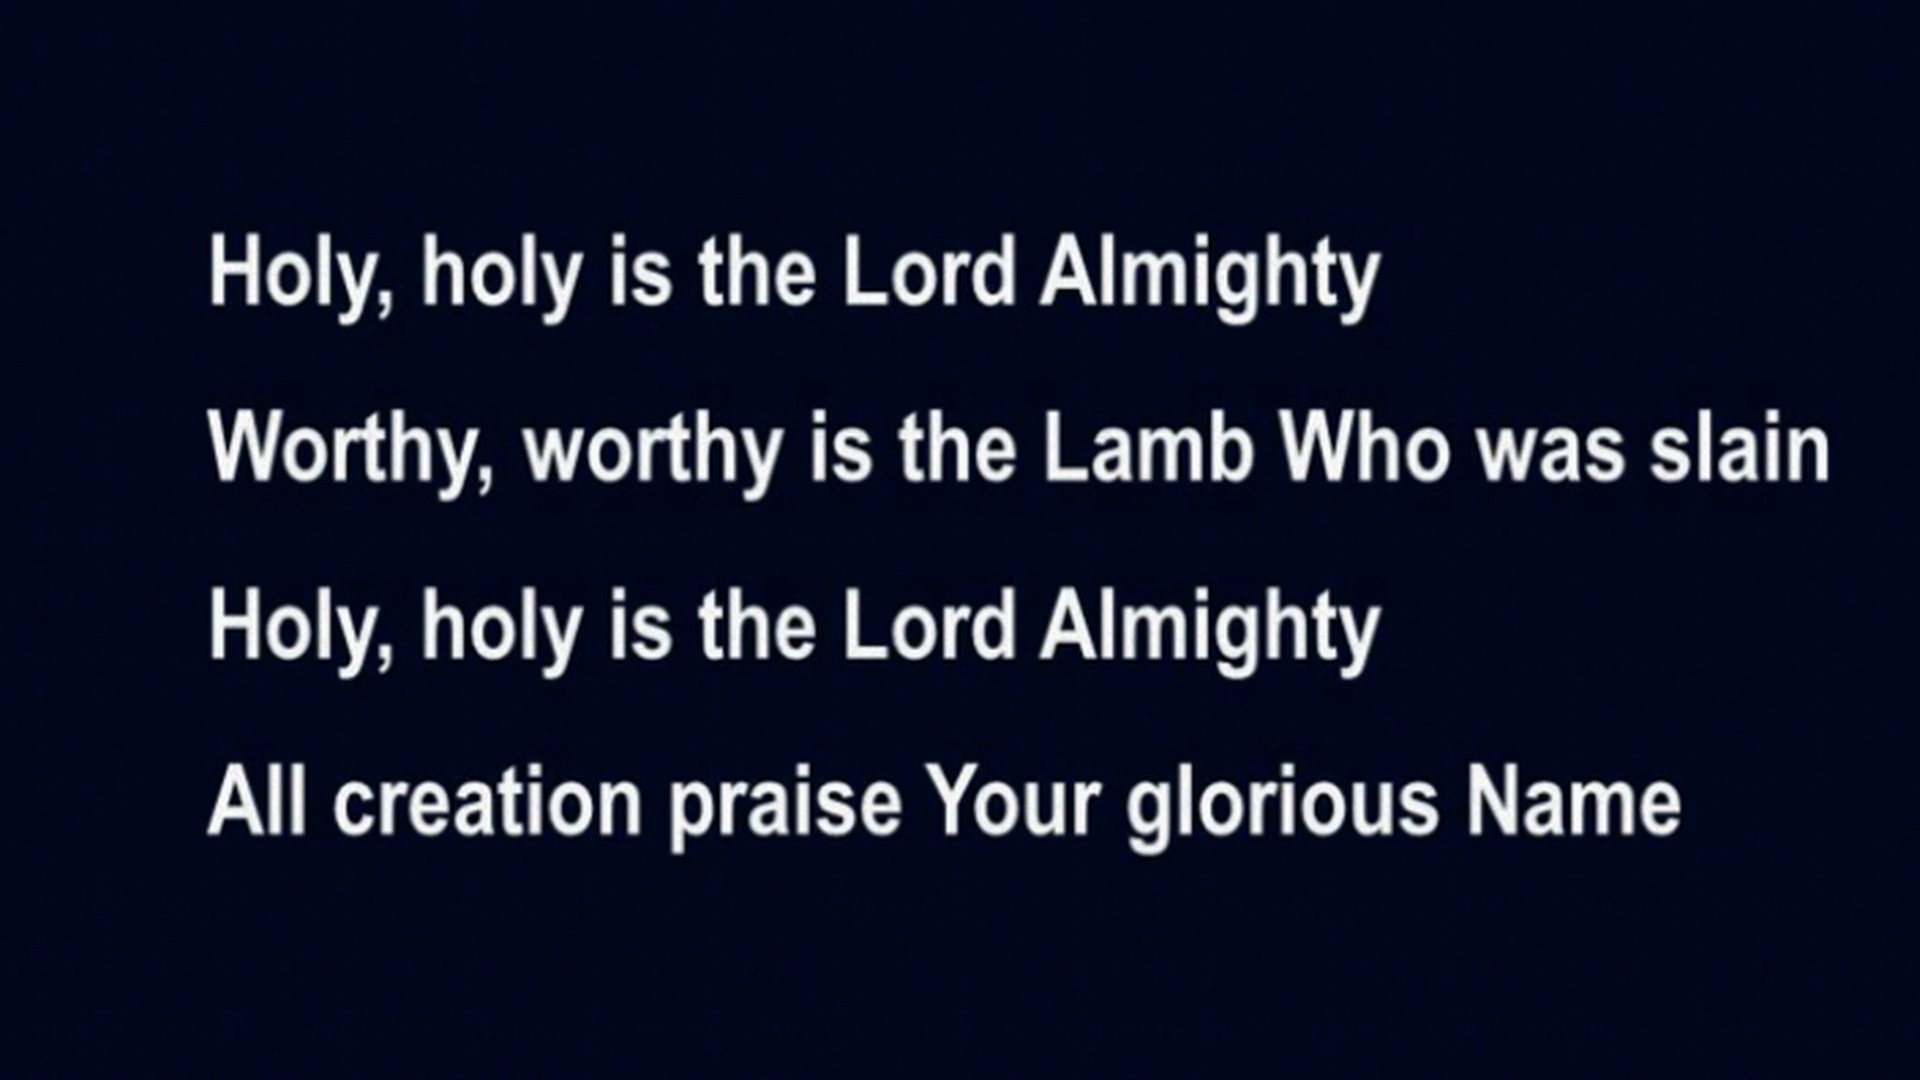 Holy, holy is the Lord Almighty
Worthy, worthy is the Lamb Who was slain
Holy, holy is the Lord Almighty
All creation praise Your glorious Name